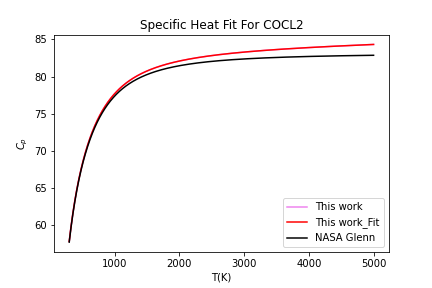 Specific Heat Fit For COCL2
85
80
75
70
65
60
C_p
This work
This work_Fit
NASA Glenn
1000
2000
3000
4000
5000
T(K)